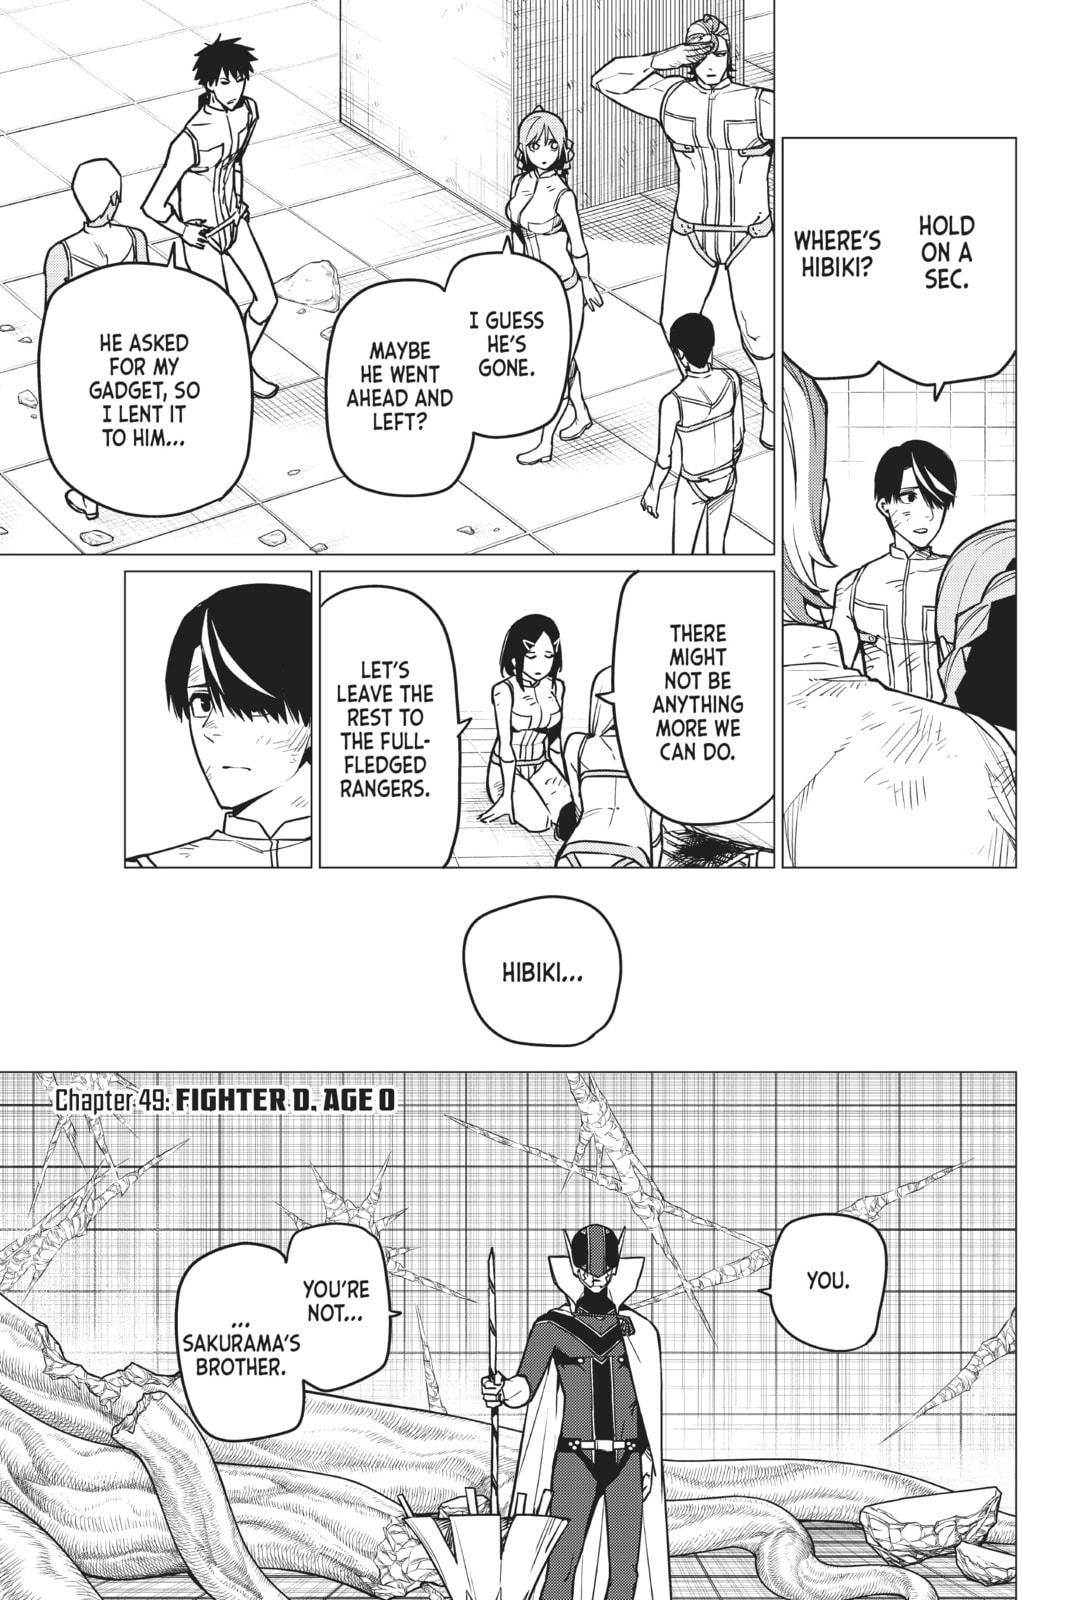 HOLD
ON A
SEC.
WHERE'S
HIBIKI?
I GUESS
HE'S
GONE.
MAYBE
HE WENT
AHEAD AND
LEFT?
HE ASKED
FOR MY
GADGET, SO
I LENT IT
TO HIM...
THERE
MIGHT
NOT BE
ANYTHING
MORE WE
CAN DO.
LET'S
LEAVE THE
REST TO
THE FULL-
FLEDGED
RANGERS.
HIBIKI...
Chapter 49: FIGHTER D, AGE 0
YOU.
YOU'RE
NOT...
...
SAKURAMA'S
BROTHER.